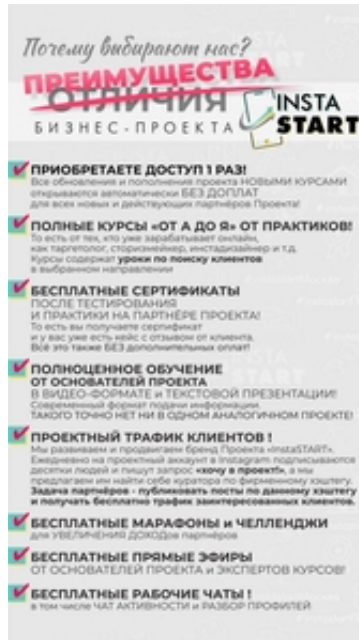 Почему выбирают нас?
ПРЕИМУЩЕСТВА
ОТЛИЧИЯ
БИЗНЕС-ПРОЕКТА
INSTA
START
ПРИОБРЕТАЕТЕ ДОСТУП 1 РАЗ!
Все обновления и пополнения проекта НОВЫМИ КУРСАМИ
открываются автоматически БЕЗ ДОПЛАТ
для всех новых и действующих партнёров Проекта!
ПОЛНЫЕ КУРСЫ «ОТ А ДО Я» ОТ ПРАКТИКОВ!
То есть от тех, кто уже зарабатывает онлайн,
как таргетолог, сторизмейкер, инстадизайнер и т.д.
Курсы содержат уроки по поиску клиентов
в выбранном направлении
БЕСПЛАТНЫЕ СЕРТИФИКАТЫ
ПОСЛЕ ТЕСТИРОВАНИЯ
И ПРАКТИКИ НА ПАРТНЁРЕ ПРОЕКТА!
То есть вы получаете сертификат
и у вас уже есть кейс с отзывом от клиента.
Всё это также БЕЗ дополнительных оплат!
ПОЛНОЦЕННОЕ ОБУЧЕНИЕ
ОТ ОСНОВАТЕЛЕЙ ПРОЕКТА
В ВИДЕО-ФОРМАТЕ и ТЕКСТОВОЙ ПРЕЗЕНТАЦИИ!
Современный формат подачи информации.
ТАКОГО ТОЧНО НЕТ НИ В ОДНОМ АНАЛОГИЧНОМ ПРОЕКТЕ!
ПРОЕКТНЫЙ ТРАФИК КЛИЕНТОВ !
Мы развиваем и продвигаем бренд Проекта «InstaSTART».
Ежедневно на проектный аккаунт в Instagram подписываются
десятки людей и пишут запрос «хочу в проект!», а мы
предлагаем им найти себе куратора по фирменному хэштегу.
Задача партнёров - публиковать посты по данному хэштегу
и получать бесплатно трафик заинтересованных клиентов.
БЕСПЛАТНЫЕ МАРАФОНЫ и ЧЕЛЛЕНДЖИ
для УВЕЛИЧЕНИЯ ДОХОДов партнёров
БЕСПЛАТНЫЕ ПРЯМЫЕ ЭФИРЫ
ОТ ОСНОВАТЕЛЕЙ ПРОЕКТА и ЭКСПЕРТОВ КУРСОВ!
БЕСПЛАТНЫЕ РАБОЧИЕ ЧАТЫ !
в том числе ЧАТ АКТИВНОСТИ и РАЗБОР ПРОФИЛЕЙ